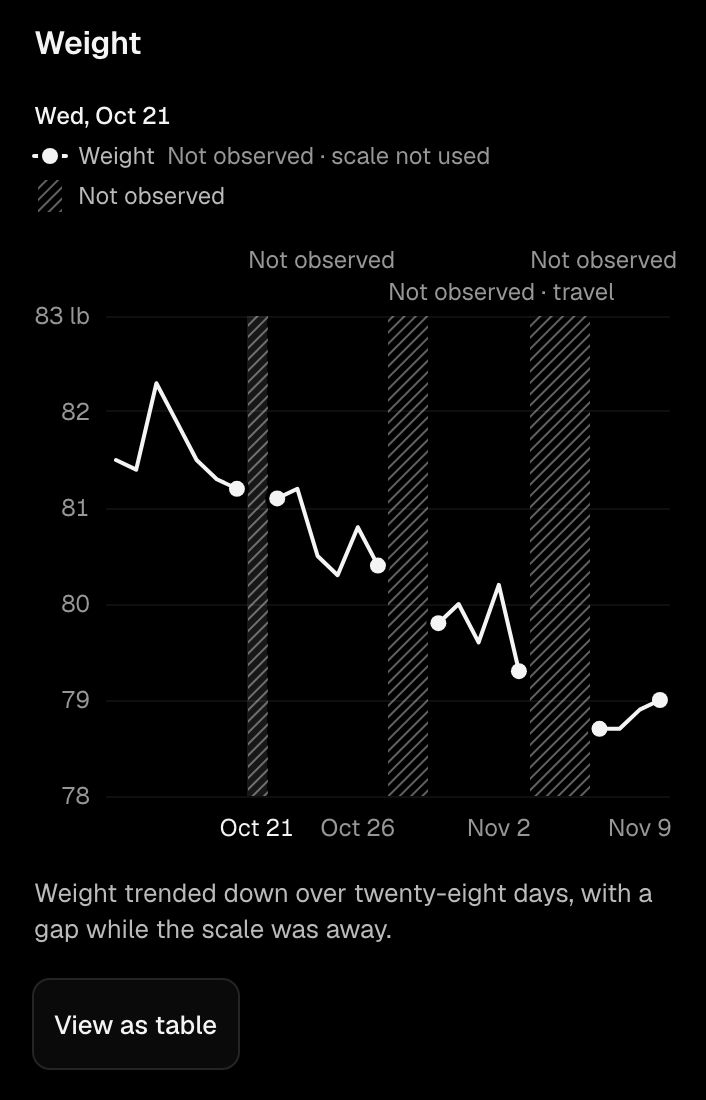 Weight
Wed, Oct 21
Weight Not observed · scale not used
Not observed
Not observed
Not observed
Not observed · travel
83 lb
82
81
80
79
78
Oct 21
Oct 26
Nov 2
Nov 9
Weight trended down over twenty-eight days, with a
gap while the scale was away.
View as table